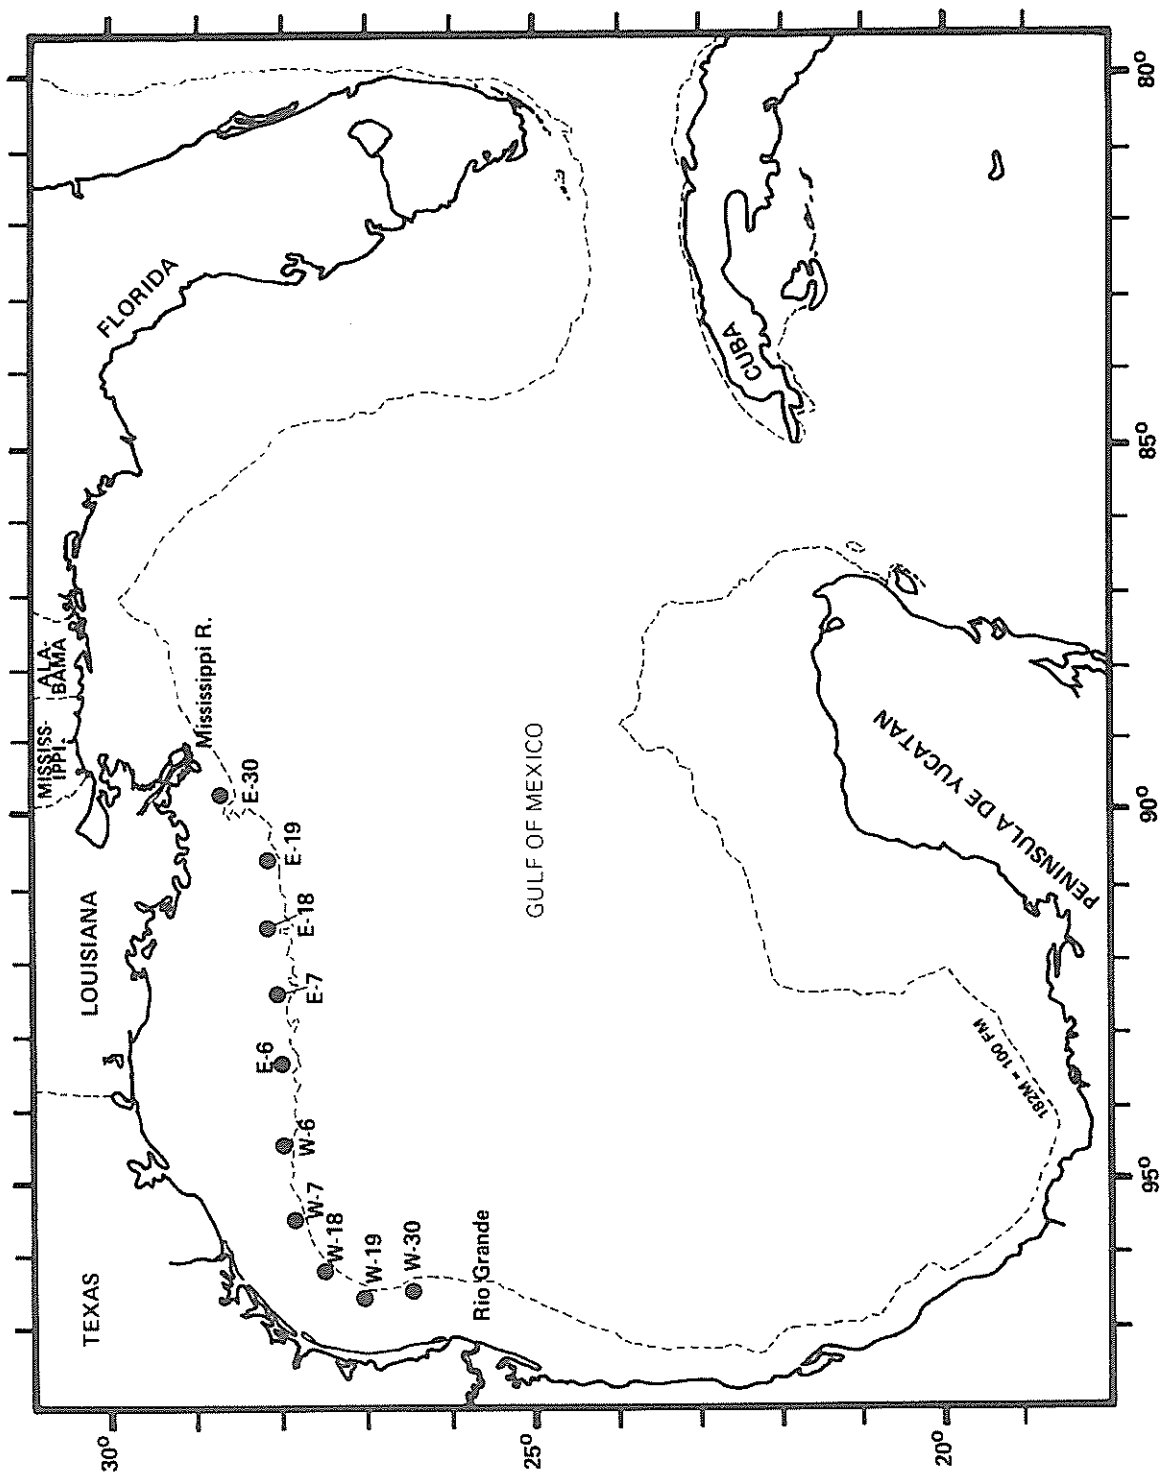 TEXAS
LOUISIANA
MISSISS-
IPPI
ALA-
BAMA
FLORIDA
Mississippi R.
E-30
E-19
E-18
E-7
E-6
W-6
W-7
W-18
W-19
W-30
Rio Grande
GULF OF MEXICO
CUBA
PENINSULA DE YUCATAN
182M = 100 FM
30°
25°
20°
95°
90°
85°
80°